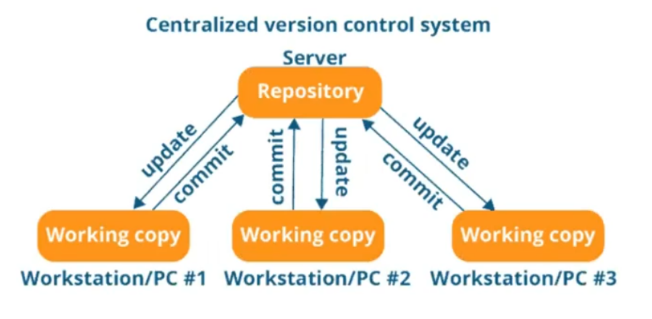 Centralized version control system
Server
Repository
update
commit
commit
update
update
commit
Working copy
Working copy
Working copy
Workstation/PC #1
Workstation/PC #2
Workstation/PC #3